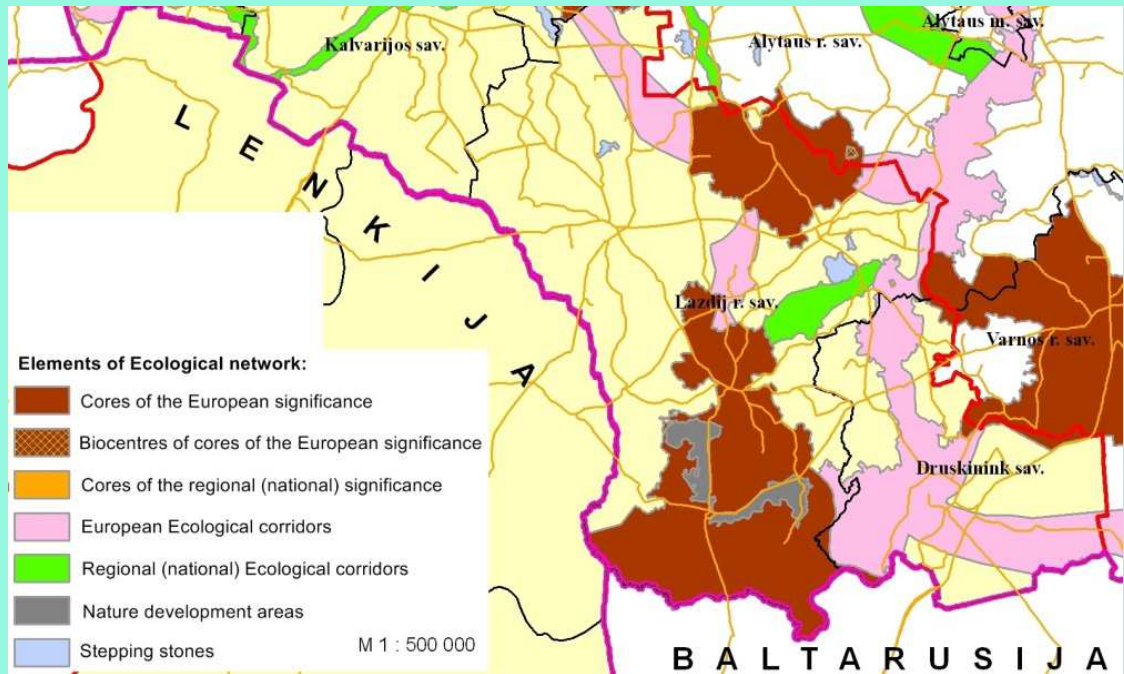 Alytaus m. sav.
Kalvarijos sav.
Alytaus r. sav.
LENKIJA
Lazdij r. sav.
Varnos r. sav.
Druskinink sav.
BALTARUSIJA
Elements of Ecological network:
Cores of the European significance
Biocentres of cores of the European significance
Cores of the regional (national) significance
European Ecological corridors
Regional (national) Ecological corridors
Nature development areas
Stepping stones
M 1 : 500 000